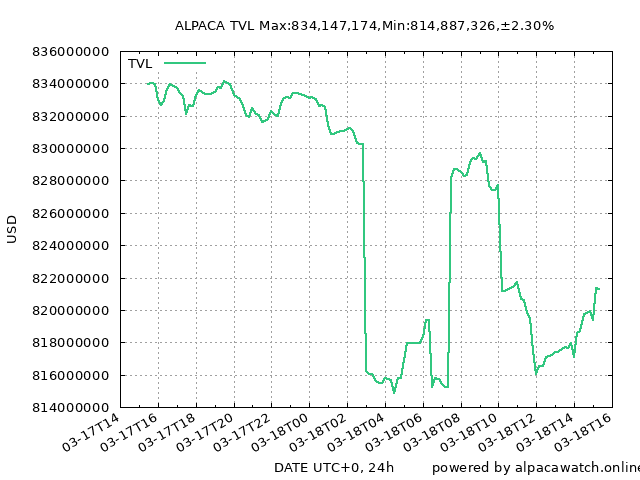 ALPACA TVL Max:834,147,174,Min:814,887,326,±2.30%
TVL
836000000
834000000
832000000
830000000
828000000
826000000
824000000
822000000
820000000
818000000
816000000
814000000
USD
03-17T14
03-17T16
03-17T18
03-17T20
03-17T22
03-18T00
03-18T02
03-18T04
03-18T06
03-18T08
03-18T10
03-18T12
03-18T14
03-18T16
DATE UTC+0, 24h
powered by alpacawatch.online